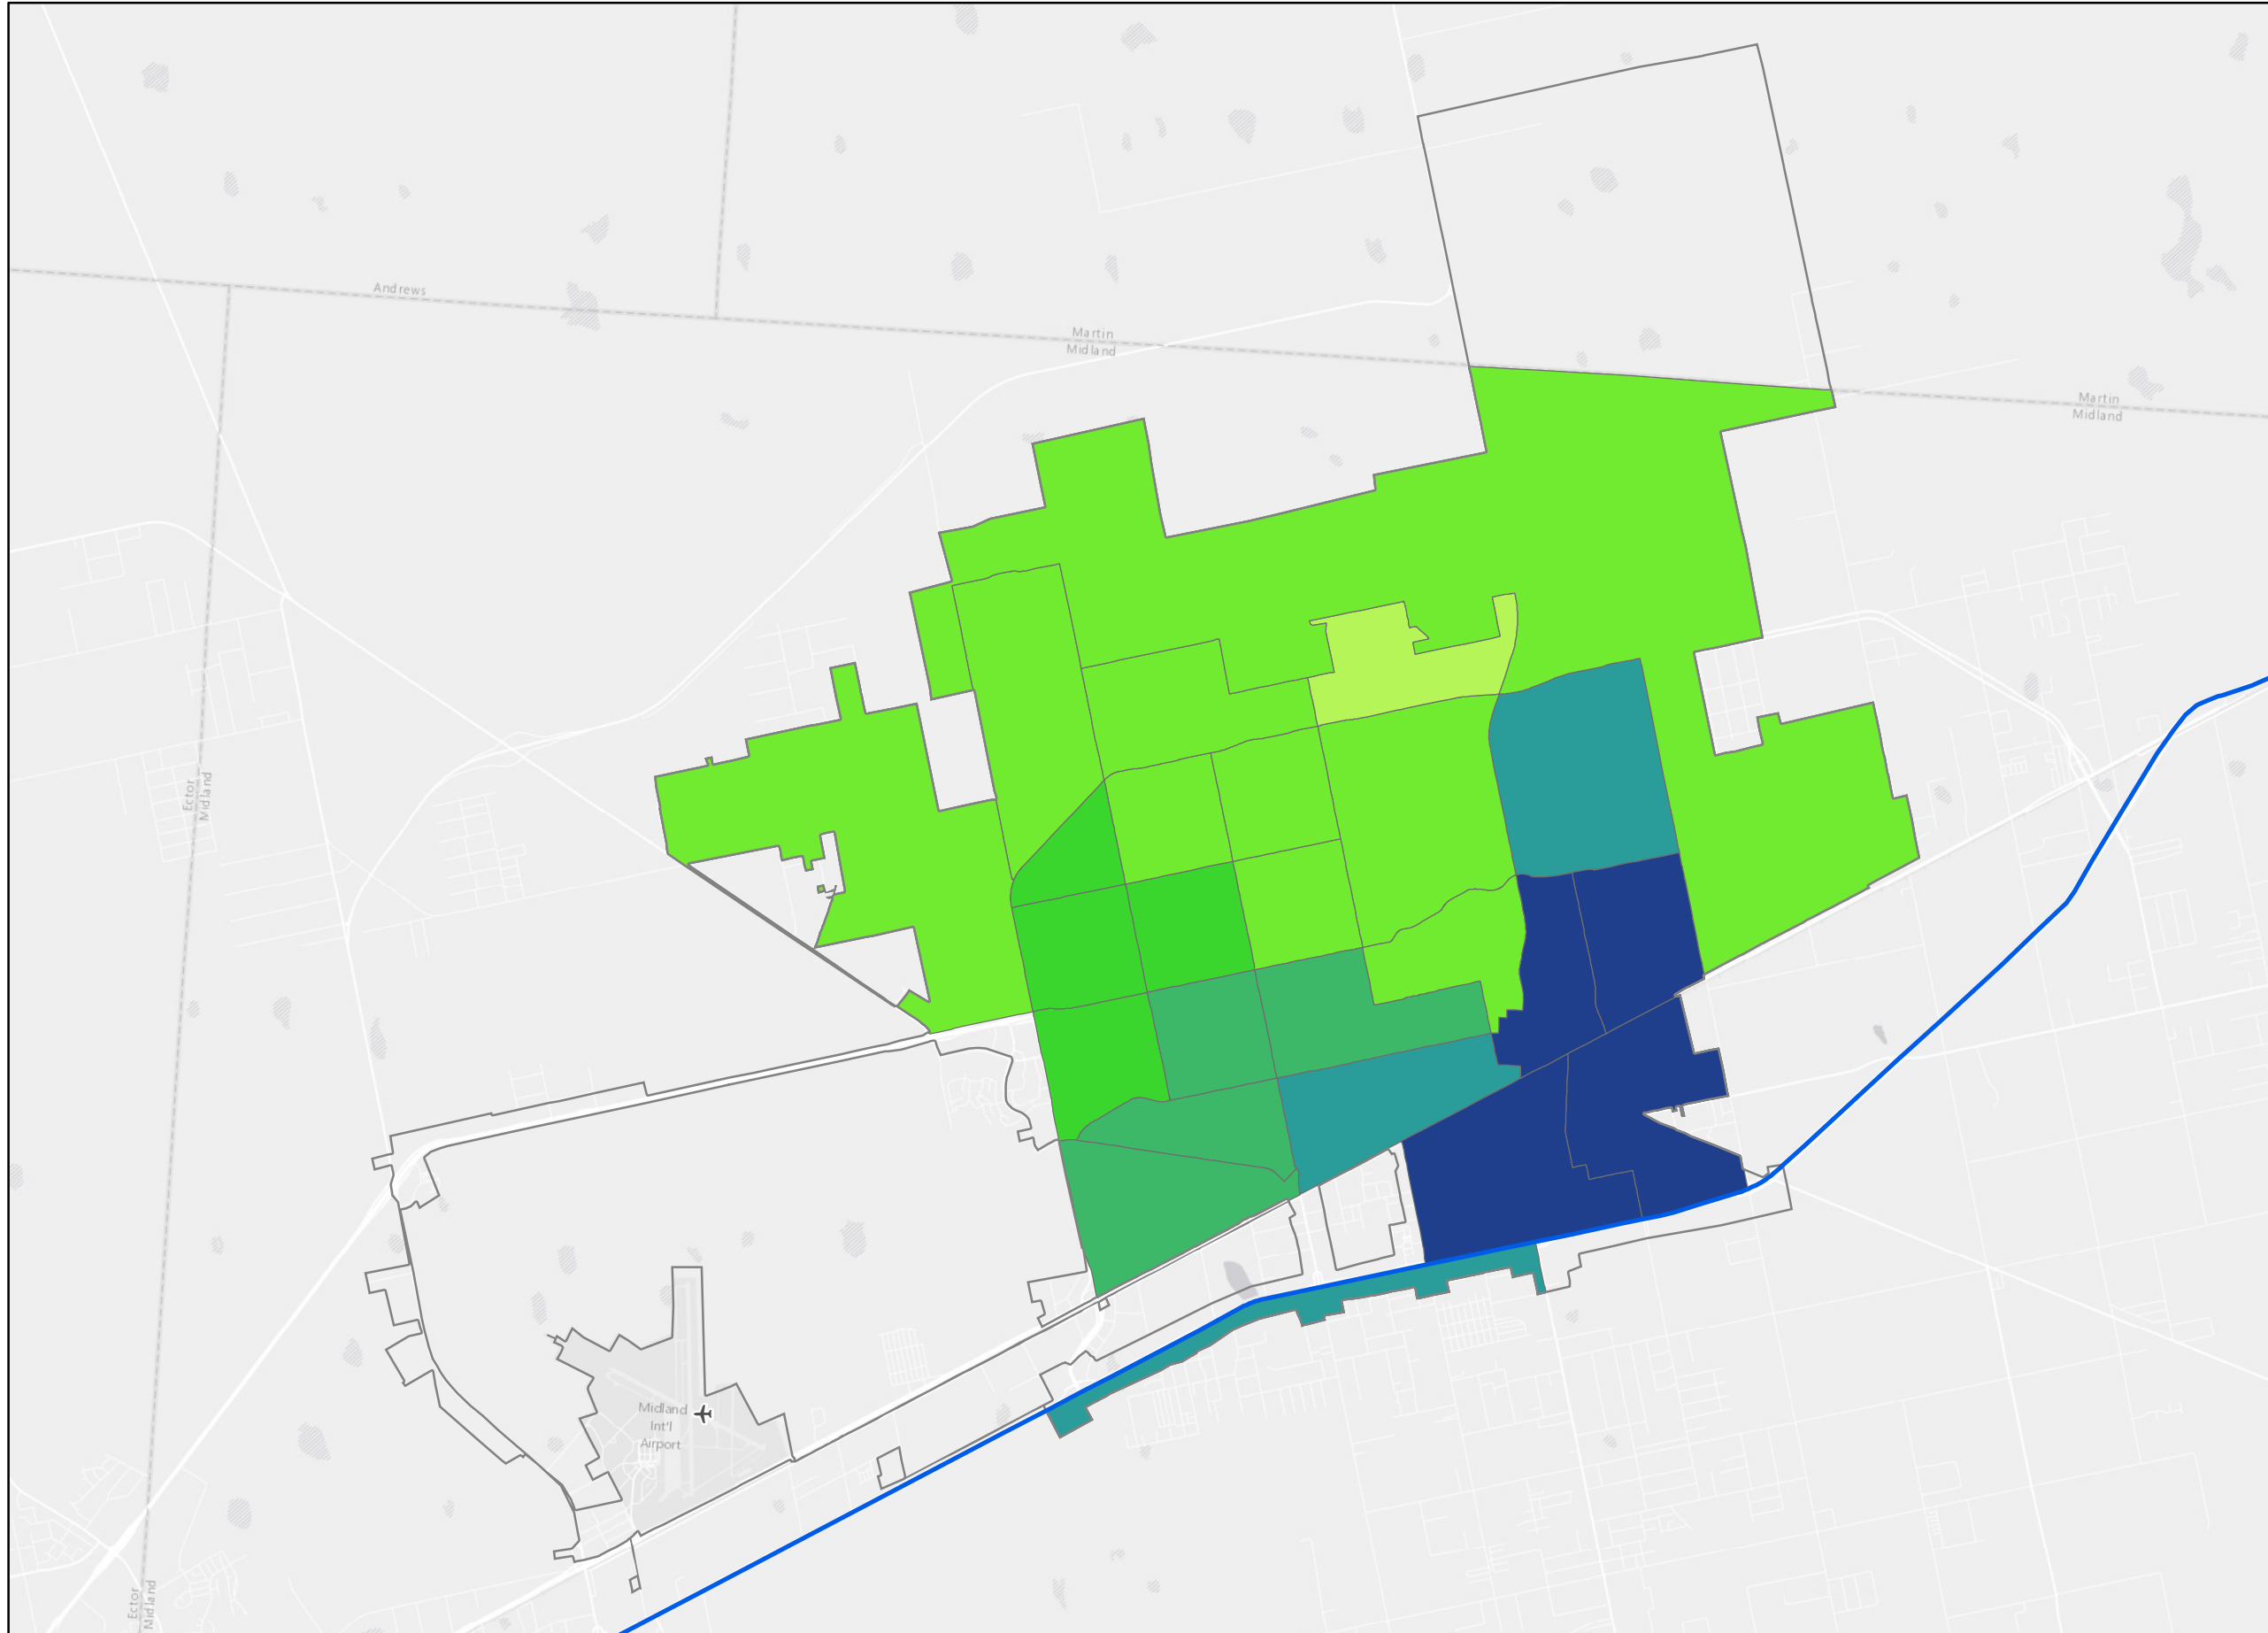 Andrews
Martin
Midland
Martin
Midland
Ector
Midland
Midland
Int'l
Airport
Ector
Midland